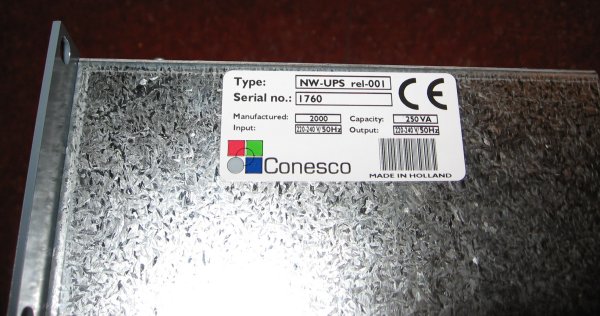 Type: NW-UPS rel-001
Serial no.: 1760
CE
Manufactured: 2000 Capacity: 250 VA
Input: 220-240 V/50Hz Output: 220-240 V/50Hz
Conesco
MADE IN HOLLAND